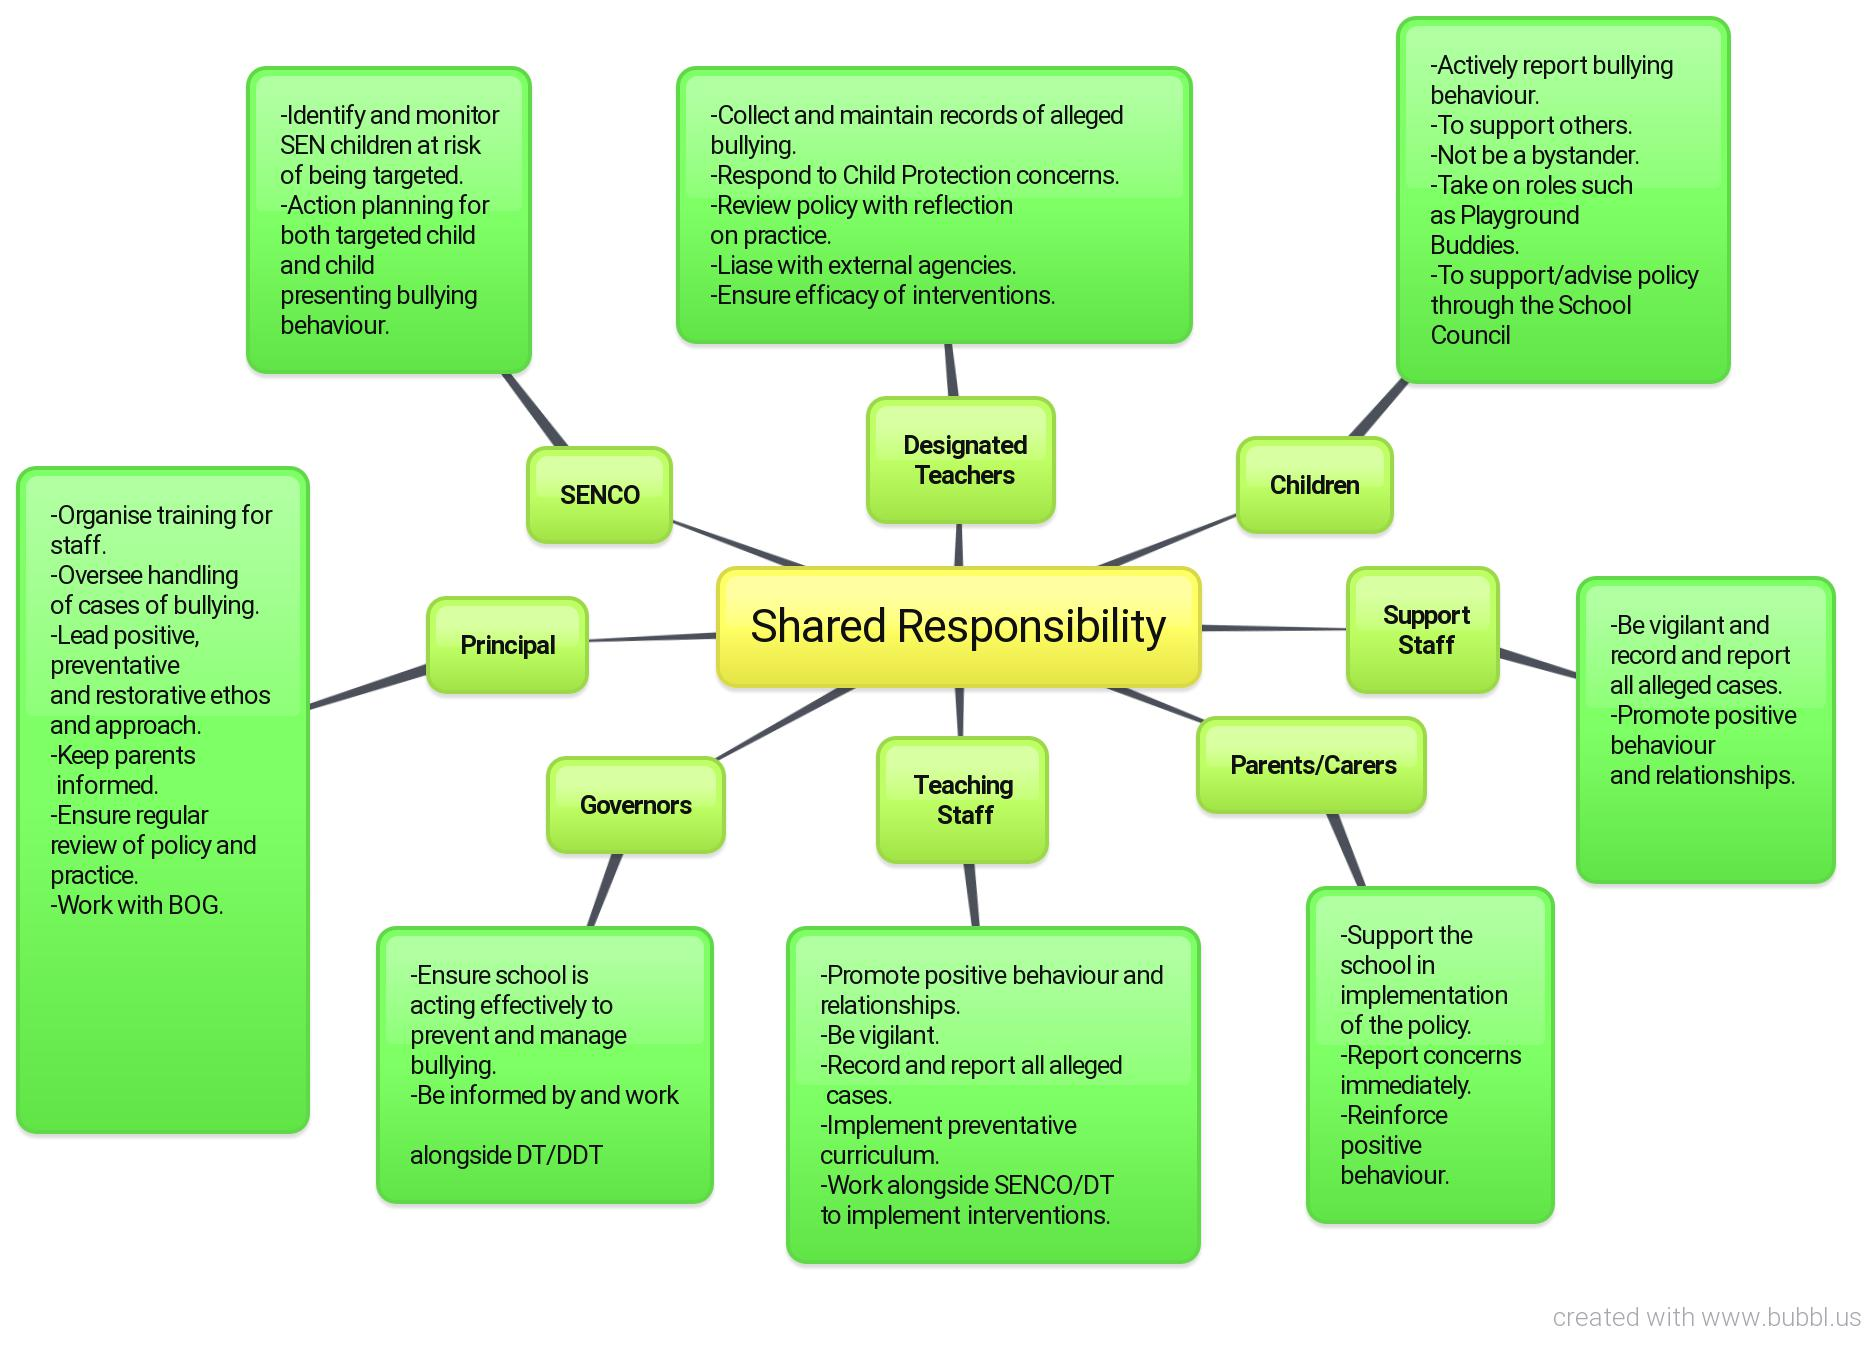 -Identify and monitor
SEN children at risk
of being targeted.
-Action planning for
both targeted child
and child
presenting bullying
behaviour.
-Collect and maintain records of alleged
bullying.
-Respond to Child Protection concerns.
-Review policy with reflection
on practice.
-Liase with external agencies.
-Ensure efficacy of interventions.
-Actively report bullying
behaviour.
-To support others.
-Not be a bystander.
-Take on roles such
as Playground
Buddies.
-To support/advise policy
through the School
Council
SENCO
Designated
Teachers
Children
-Organise training for
staff.
-Oversee handling
of cases of bullying.
-Lead positive,
preventative
and restorative ethos
and approach.
-Keep parents
informed.
-Ensure regular
review of policy and
practice.
-Work with BOG.
Principal
Shared Responsibility
Support
Staff
-Be vigilant and
record and report
all alleged cases.
-Promote positive
behaviour
and relationships.
Governors
Teaching
Staff
Parents/Carers
-Ensure school is
acting effectively to
prevent and manage
bullying.
-Be informed by and work
alongside DT/DDT
-Promote positive behaviour and
relationships.
-Be vigilant.
-Record and report all alleged
cases.
-Implement preventative
curriculum.
-Work alongside SENCO/DT
to implement interventions.
-Support the
school in
implementation
of the policy.
-Report concerns
immediately.
-Reinforce
positive
behaviour.
created with www.bubbl.us